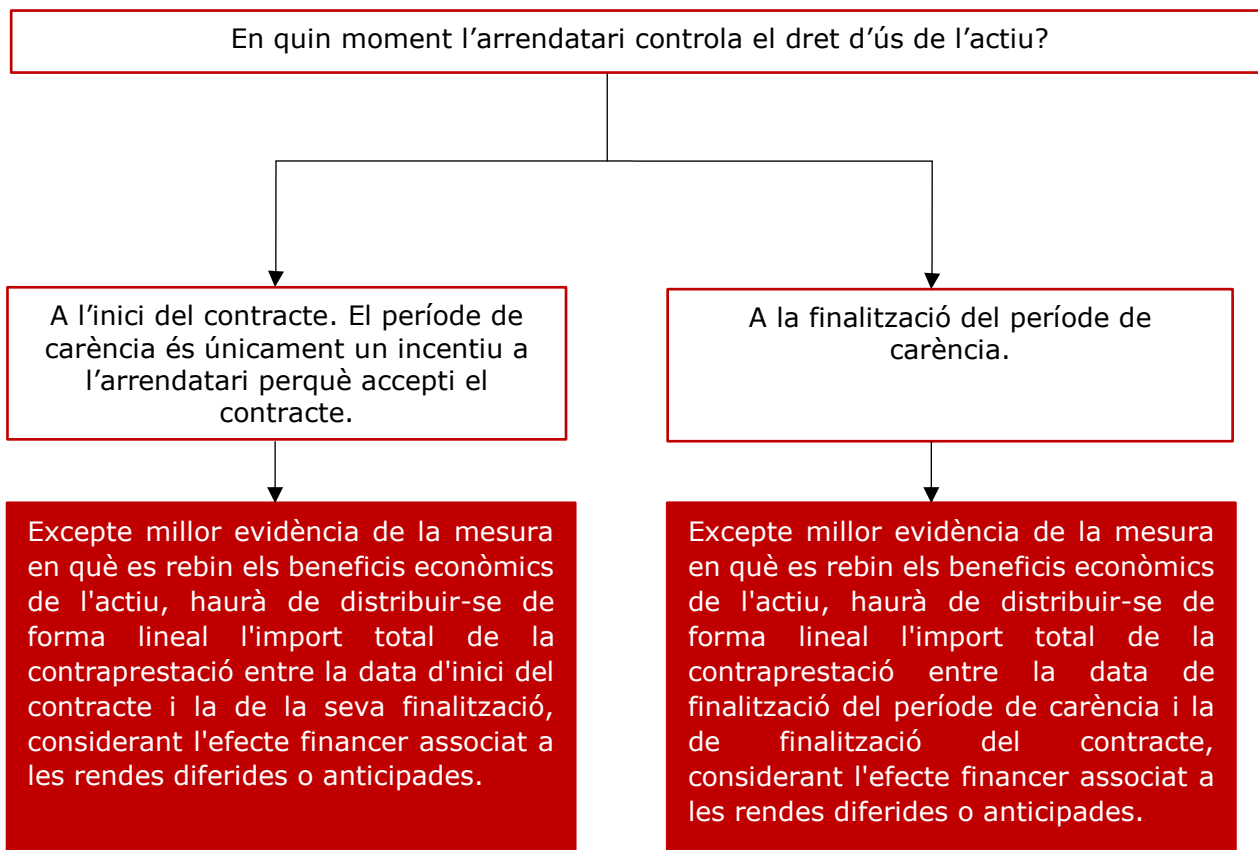 En quin moment l’arrendatari controla el dret d’ús de l’actiu?
A l’inici del contracte. El període de
carència és únicament un incentiu a
l’arrendatari perquè accepti el
contracte.
A la finalització del període de
carència.
Excepte millor evidència de la mesura
en què es rebin els beneficis econòmics
de l'actiu, haurà de distribuir-se de
forma lineal l'import total de la
contraprestació entre la data d'inici del
contracte i la de la seva finalització,
considerant l'efecte financer associat a
les rendes diferides o anticipades.
Excepte millor evidència de la mesura
en què es rebin els beneficis econòmics
de l'actiu, haurà de distribuir-se de
forma lineal l'import total de la
contraprestació entre la data de
finalització del període de carència i la
de finalització del contracte,
considerant l'efecte financer associat a
les rendes diferides o anticipades.